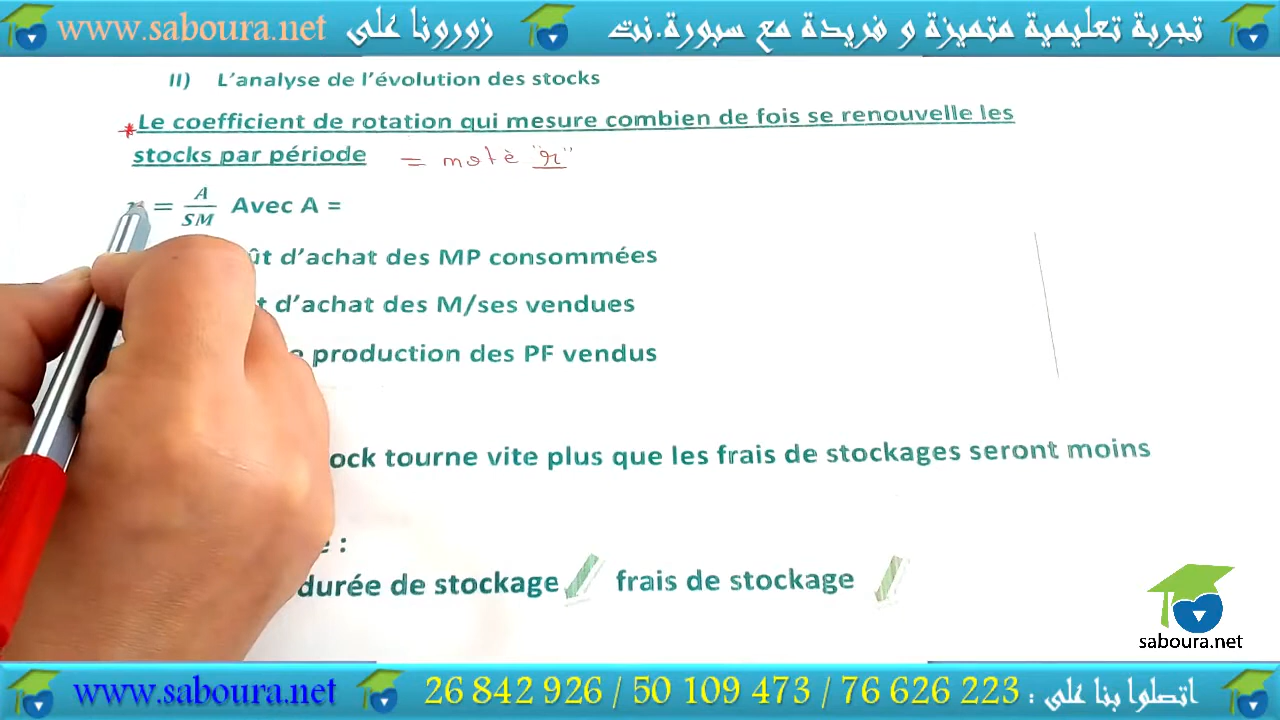 www.saboura.net زورونا على تجربة تعليمية متميزة و فريدة مع سبورة.نت
II) L'analyse de l'évolution des stocks
*Le coefficient de rotation qui mesure combien de fois se renouvelle les
stocks par période = noté "r"
= A/SM Avec A =
d'achat des MP consommées
d'achat des M/ses vendues
production des PF vendus
tourne vite plus que les frais de stockages seront moins
:
durée de stockage frais de stockage
saboura.net
www.saboura.net 26 842 926 / 50 109 473 / 76 626 223 : اتصلوا بنا على